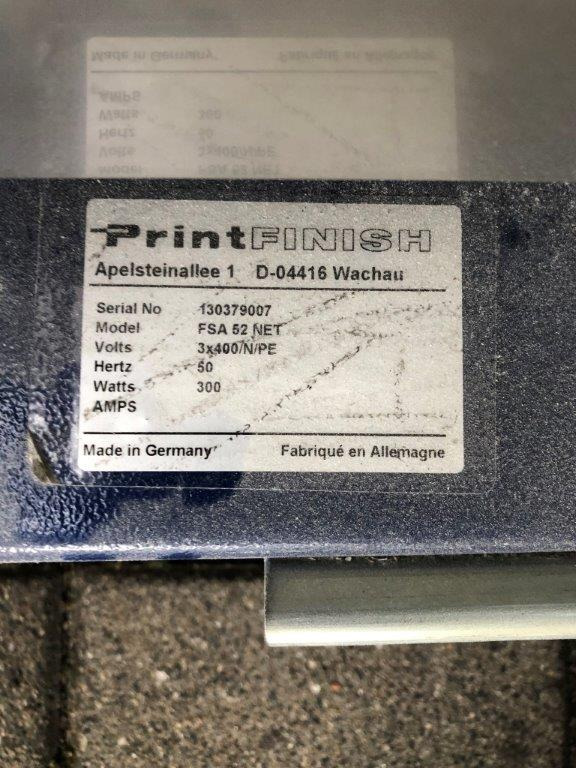 PrintFINISH
Apelsteinallee 1 D-04416 Wachau
Serial No 130379007
Model FSA 52 NET
Volts 3x400/N/PE
Hertz 50
Watts 300
AMPS
Made in Germany Fabriqué en Allemagne